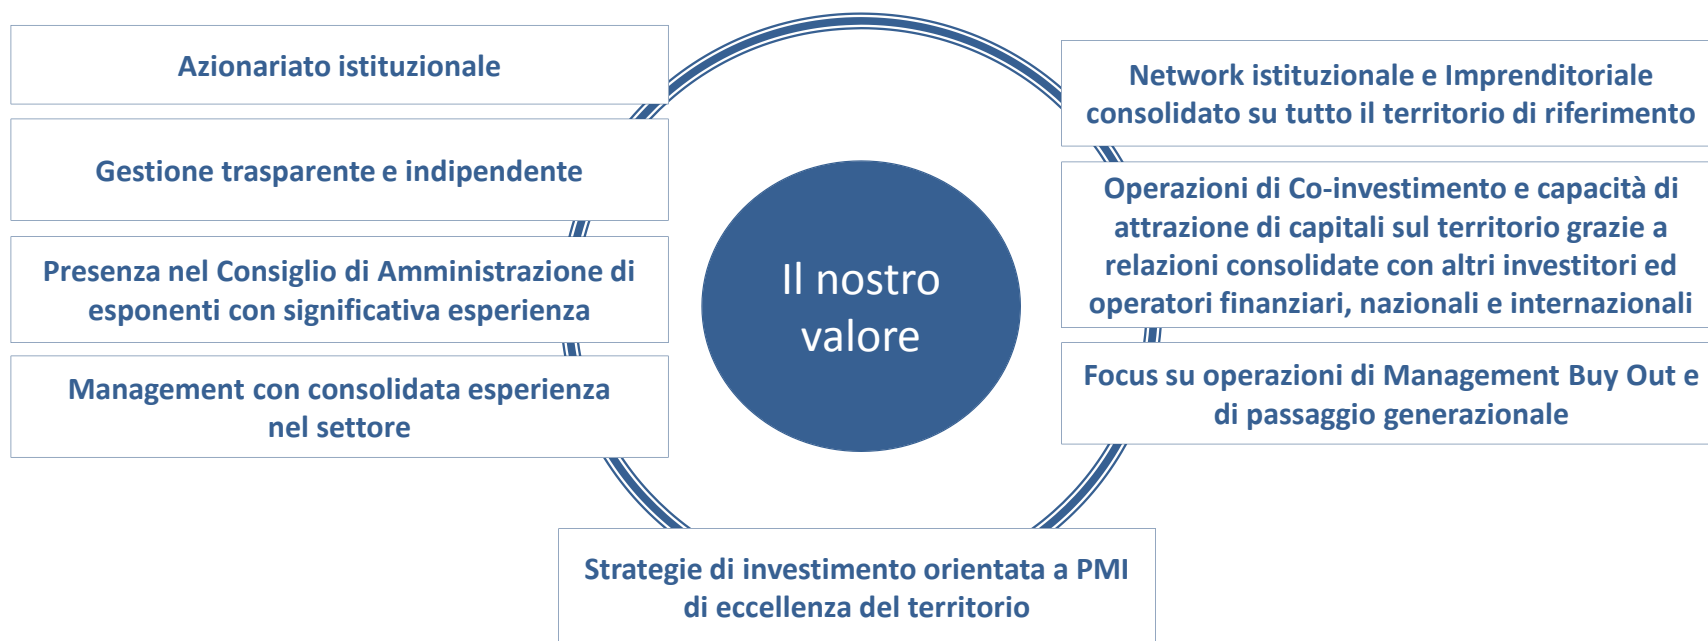 Azionariato istituzionale
Gestione trasparente e indipendente
Presenza nel Consiglio di Amministrazione di
esponenti con significativa esperienza
Management con consolidata esperienza
nel settore
Il nostro
valore
Network istituzionale e Imprenditoriale
consolidato su tutto il territorio di riferimento
Operazioni di Co-investimento e capacità di
attrazione di capitali sul territorio grazie a
relazioni consolidate con altri investitori ed
operatori finanziari, nazionali e internazionali
Focus su operazioni di Management Buy Out e
di passaggio generazionale
Strategie di investimento orientata a PMI
di eccellenza del territorio